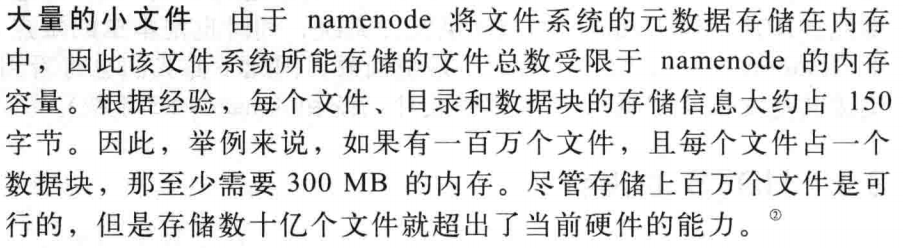 大量的小文件 由于 namenode 将文件系统的元数据存储在内存
中，因此该文件系统所能存储的文件总数受限于 namenode 的内存
容量。根据经验，每个文件、目录和数据块的存储信息大约占 150
字节。因此，举例来说，如果有一百万个文件，且每个文件占一个
数据块，那至少需要 300 MB 的内存。尽管存储上百万个文件是可
行的，但是存储数十亿个文件就超出了当前硬件的能力。②